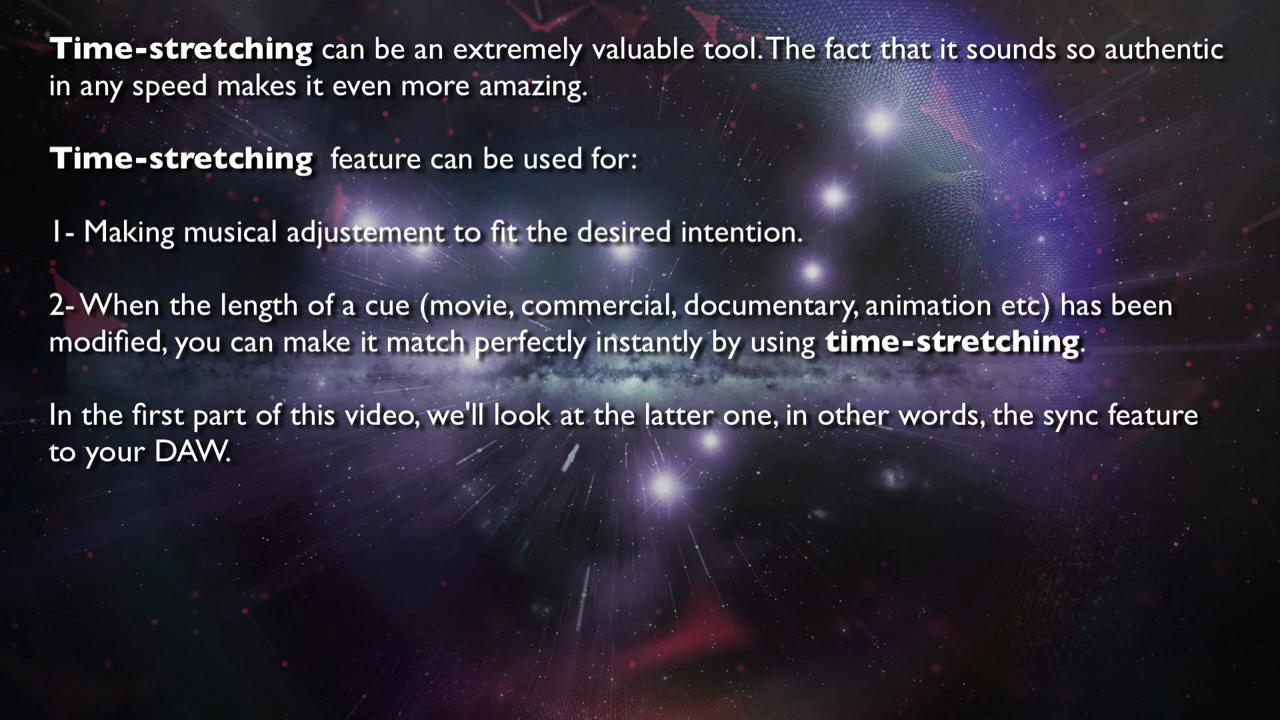 Time-stretching can be an extremely valuable tool. The fact that it sounds so authentic
in any speed makes it even more amazing.
Time-stretching feature can be used for:
1- Making musical adjustement to fit the desired intention.
2- When the length of a cue (movie, commercial, documentary, animation etc) has been
modified, you can make it match perfectly instantly by using time-stretching.
In the first part of this video, we'll look at the latter one, in other words, the sync feature
to your DAW.